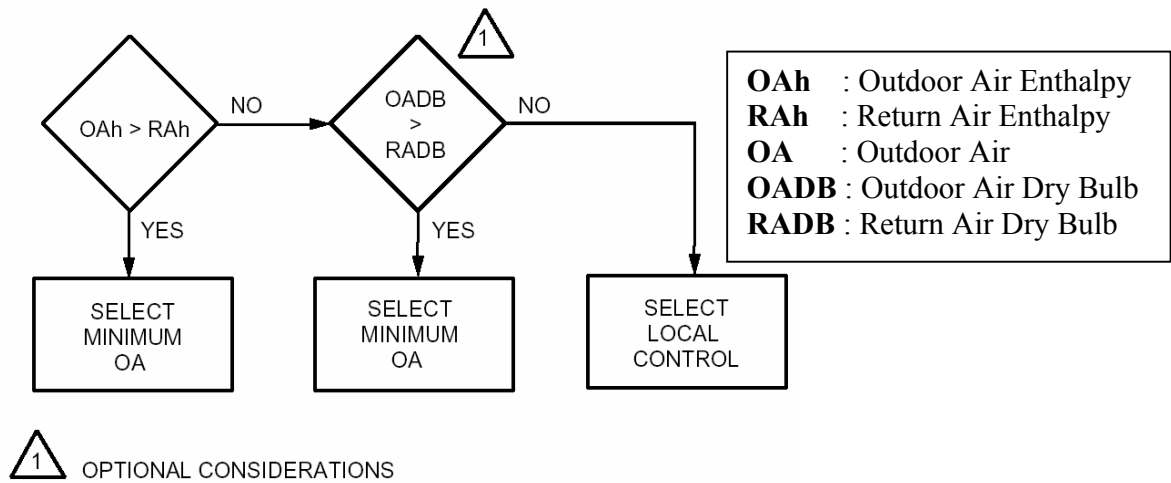 1
OAh > RAh
NO
OADB
>
RADB
NO
YES
YES
SELECT
MINIMUM
OA
SELECT
MINIMUM
OA
SELECT
LOCAL
CONTROL
OAh : Outdoor Air Enthalpy
RAh : Return Air Enthalpy
OA : Outdoor Air
OADB : Outdoor Air Dry Bulb
RADB : Return Air Dry Bulb
1 OPTIONAL CONSIDERATIONS